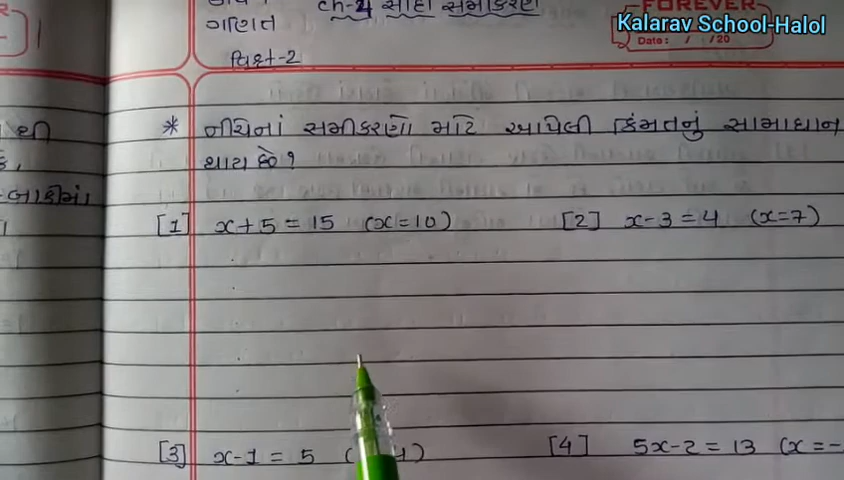 FOREVER
Kalarav School-Halol
Date: / /20
Ch-4 સાદા સમીકરણ
ગણિત
વિડીયો-2
* નીચેનાં સમીકરણો માટે આપેલી કિંમતનું સામાધાન
થાય છે?
બાકીમાં
[1] x+5 = 15 (x=10)
[2] x-3 = 4 (x=7)
[3] x-1 = 5 (
[4] 5x-2 = 13 (x = -